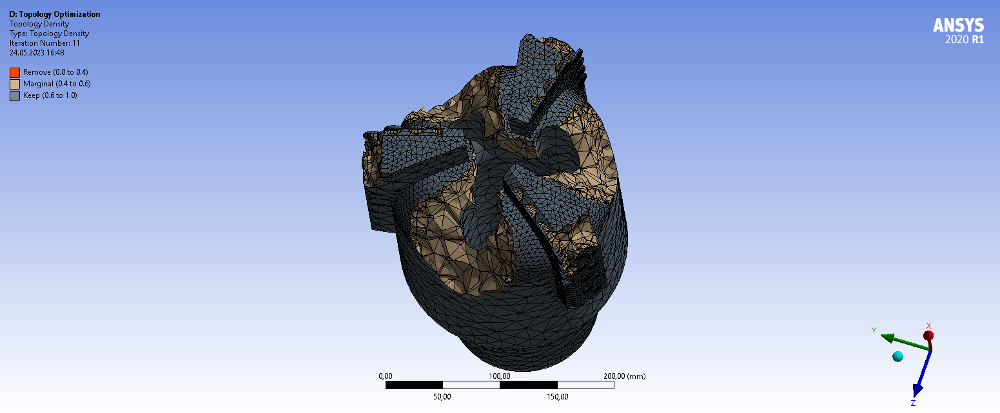 D: Topology Optimization
Topology Density
Type: Topology Density
Iteration Number: 11
24.05.2023 16:48
Remove (0.0 to 0.4)
Marginal (0.4 to 0.6)
Keep (0.6 to 1.0)
ANSYS
2020 R1
0,00
100,00
200,00 (mm)
50,00
150,00
Y
X
Z